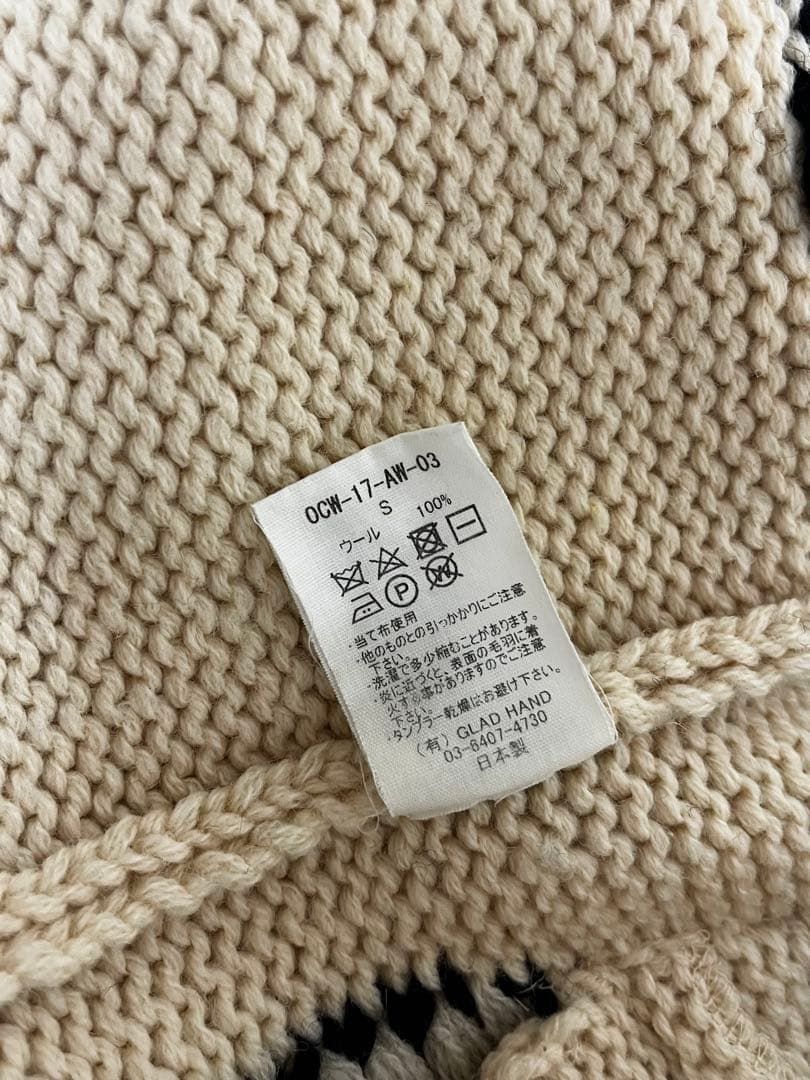 OCW-17-AW-03
S
ウール 100%
P
W
・当て布使用
・他のものとの引っかかりにご注意
下さい。
・洗濯で多少縮むことがあります。
・炎に近づくと、表面の毛羽に着
火する事がありますのでご注意
下さい。
・タンブラー乾燥はお避け下さい。
(有) GLAD HAND
03-6407-4730
日本製